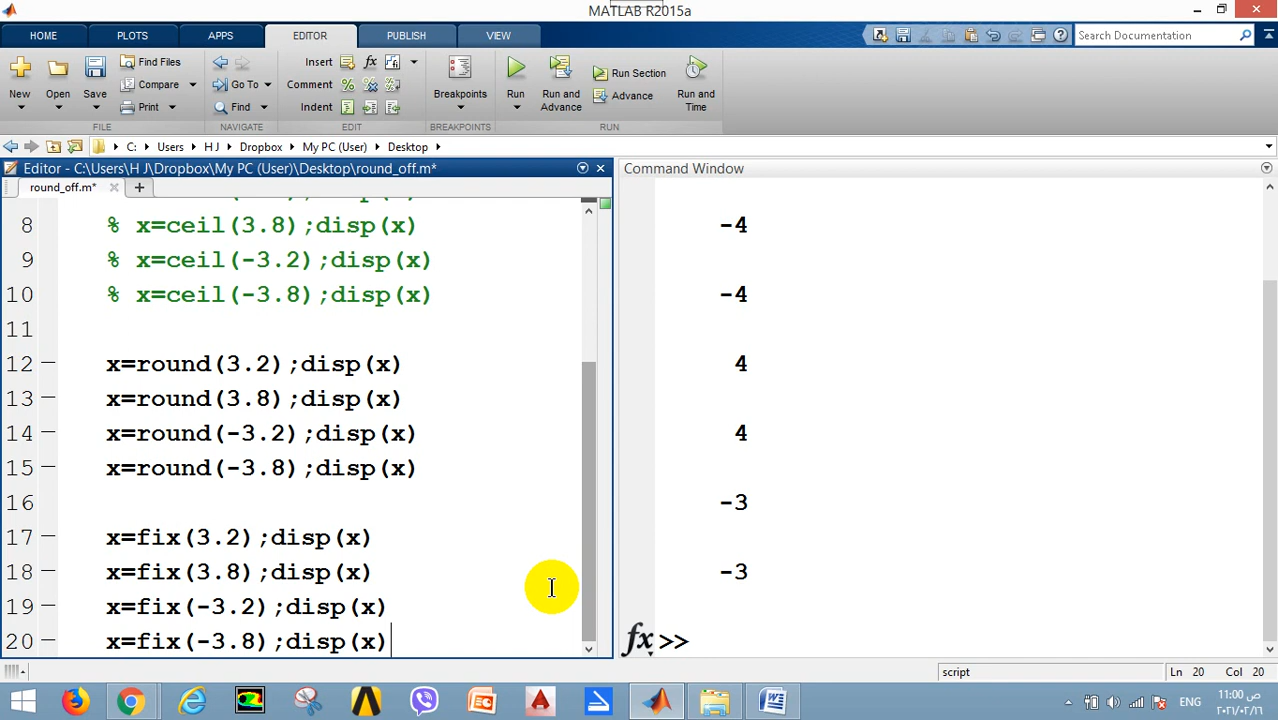 MATLAB R2015a
HOME PLOTS APPS EDITOR PUBLISH VIEW
Search Documentation
New Open Save Find Files Compare Print
Go To Find
Insert fx Comment Indent
Breakpoints
Run Run and Advance Run Section Advance Run and Time
FILE NAVIGATE EDIT BREAKPOINTS RUN
C: Users H J Dropbox My PC (User) Desktop
Editor - C:\Users\H J\Dropbox\My PC (User)\Desktop\round_off.m*
round_off.m* +
8 % x=ceil(3.8);disp(x)
9 % x=ceil(-3.2);disp(x)
10 % x=ceil(-3.8);disp(x)
11
12 — x=round(3.2);disp(x)
13 — x=round(3.8);disp(x)
14 — x=round(-3.2);disp(x)
15 — x=round(-3.8);disp(x)
16
17 — x=fix(3.2);disp(x)
18 — x=fix(3.8);disp(x)
19 — x=fix(-3.2);disp(x)
20 — x=fix(-3.8);disp(x)
Command Window
-4
-4
4
4
-3
-3
fx >>
script Ln 20 Col 20
ENG
11:00 ص